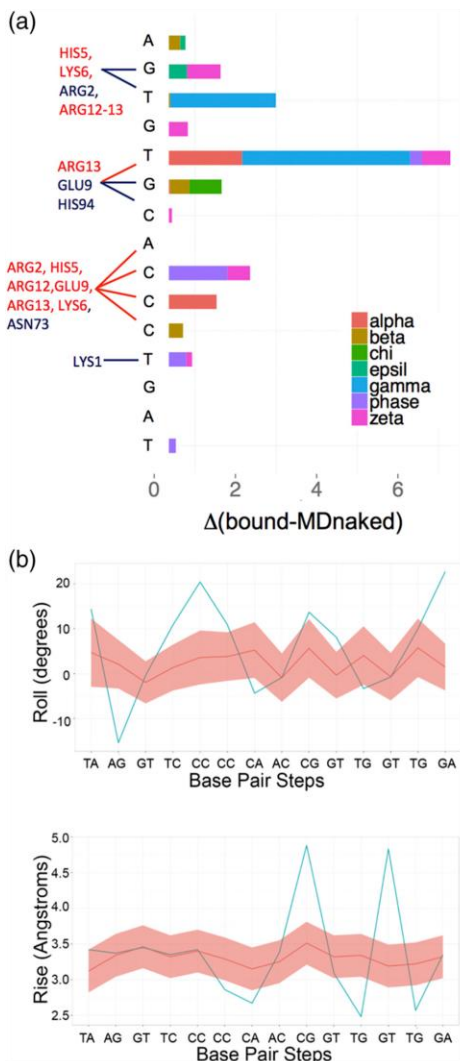 (a)
A
G
T
G
T
G
C
A
C
C
C
T
G
A
T
HIS5,
LYS6,
ARG2,
ARG12-13
ARG13
GLU9
HIS94
ARG2, HIS5,
ARG12,GLU9,
ARG13, LYS6,
ASN73
LYS1
alpha
beta
chi
epsil
gamma
phase
zeta
0 2 4 6
Δ(bound-MDnaked)
(b)
Roll (degrees)
20
10
0
-10
TA AG GT TC CC CC CA AC CG GT TG GT TG GA
Base Pair Steps
Rise (Angstroms)
5.0
4.5
4.0
3.5
3.0
2.5
TA AG GT TC CC CC CA AC CG GT TG GT TG GA
Base Pair Steps